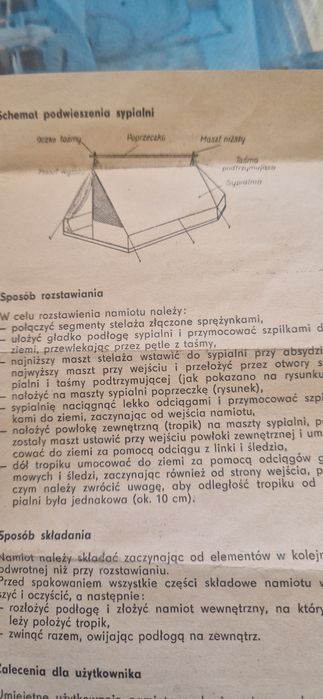 Schemat podwieszenia sypialni
Oczko taśmy
Poprzeczka
Maszt niższy
Maszt wyższy
Taśma
podtrzymująca
Sypialnia
Sposób rozstawiania
W celu rozstawienia namiotu należy:
— połączyć segmenty stelaża złączone sprężynkami,
— ułożyć gładko podłogę sypialni i przymocować szpilkami d
ziemi, przewlekając przez pętle z taśmy,
— najniższy maszt stelaża wstawić do sypialni przy absydzi
najwyższy maszt przy wejściu i przełożyć przez otwory s
pialni i taśmy podtrzymującej (jak pokazano na rysunku
— nałożyć na maszty sypialni poprzeczkę (rysunek),
— sypialnię naciągnąć lekko odciągami i przymocować szpi
kami do ziemi, zaczynając od wejścia namiotu,
— nałożyć powłokę zewnętrzną (tropik) na maszty sypialni, p
zostały maszt ustawić przy wejściu powłoki zewnętrznej i um
cować do ziemi za pomocą odciągu z linki i śledzia,
— dół tropiku umocować do ziemi za pomocą odciągów g
mowych i śledzi, zaczynając również od strony wejścia, p
czym należy zwrócić uwagę, aby odległość tropiku od
pialni była jednakowa (ok. 10 cm).
Sposób składania
Namiot należy składać zaczynając od elementów w kolejn
odwrotnej niż przy rozstawianiu.
Przed spakowaniem wszystkie części składowe namiotu w
szyć i oczyścić, a następnie:
— rozłożyć podłogę i złożyć namiot wewnętrzny, na któr
leży położyć tropik,
— zwinąć razem, owijając podłogą na zewnątrz.
Zalecenia dla użytkownika